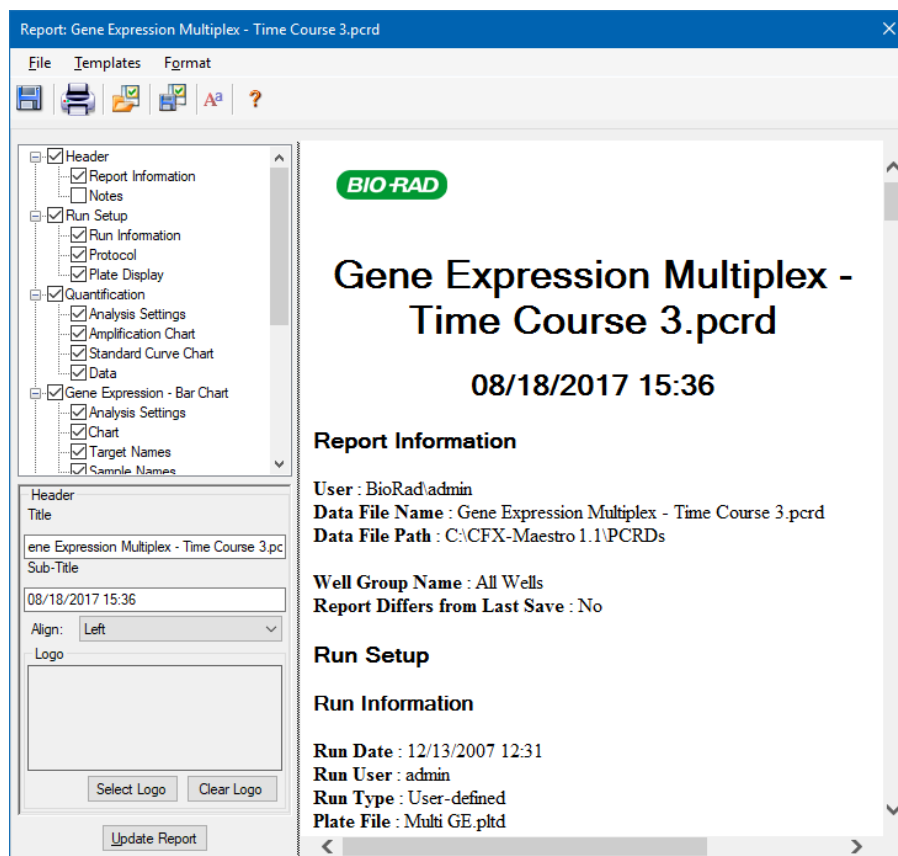 Report: Gene Expression Multiplex - Time Course 3.pcrd
File Templates Format
Header
Report Information
Notes
Run Setup
Run Information
Protocol
Plate Display
Quantification
Analysis Settings
Amplification Chart
Standard Curve Chart
Data
Gene Expression - Bar Chart
Analysis Settings
Chart
Target Names
Sample Names
Header
Title
ene Expression Multiplex - Time Course 3.pc
Sub-Title
08/18/2017 15:36
Align: Left
Logo
Select Logo Clear Logo
Update Report
BIO-RAD
Gene Expression Multiplex -
Time Course 3.pcrd
08/18/2017 15:36
Report Information
User : BioRad\admin
Data File Name : Gene Expression Multiplex - Time Course 3.pcrd
Data File Path : C:\CFX-Maestro 1.1\PCRDs
Well Group Name : All Wells
Report Differs from Last Save : No
Run Setup
Run Information
Run Date : 12/13/2007 12:31
Run User : admin
Run Type : User-defined
Plate File : Multi GE.pltd